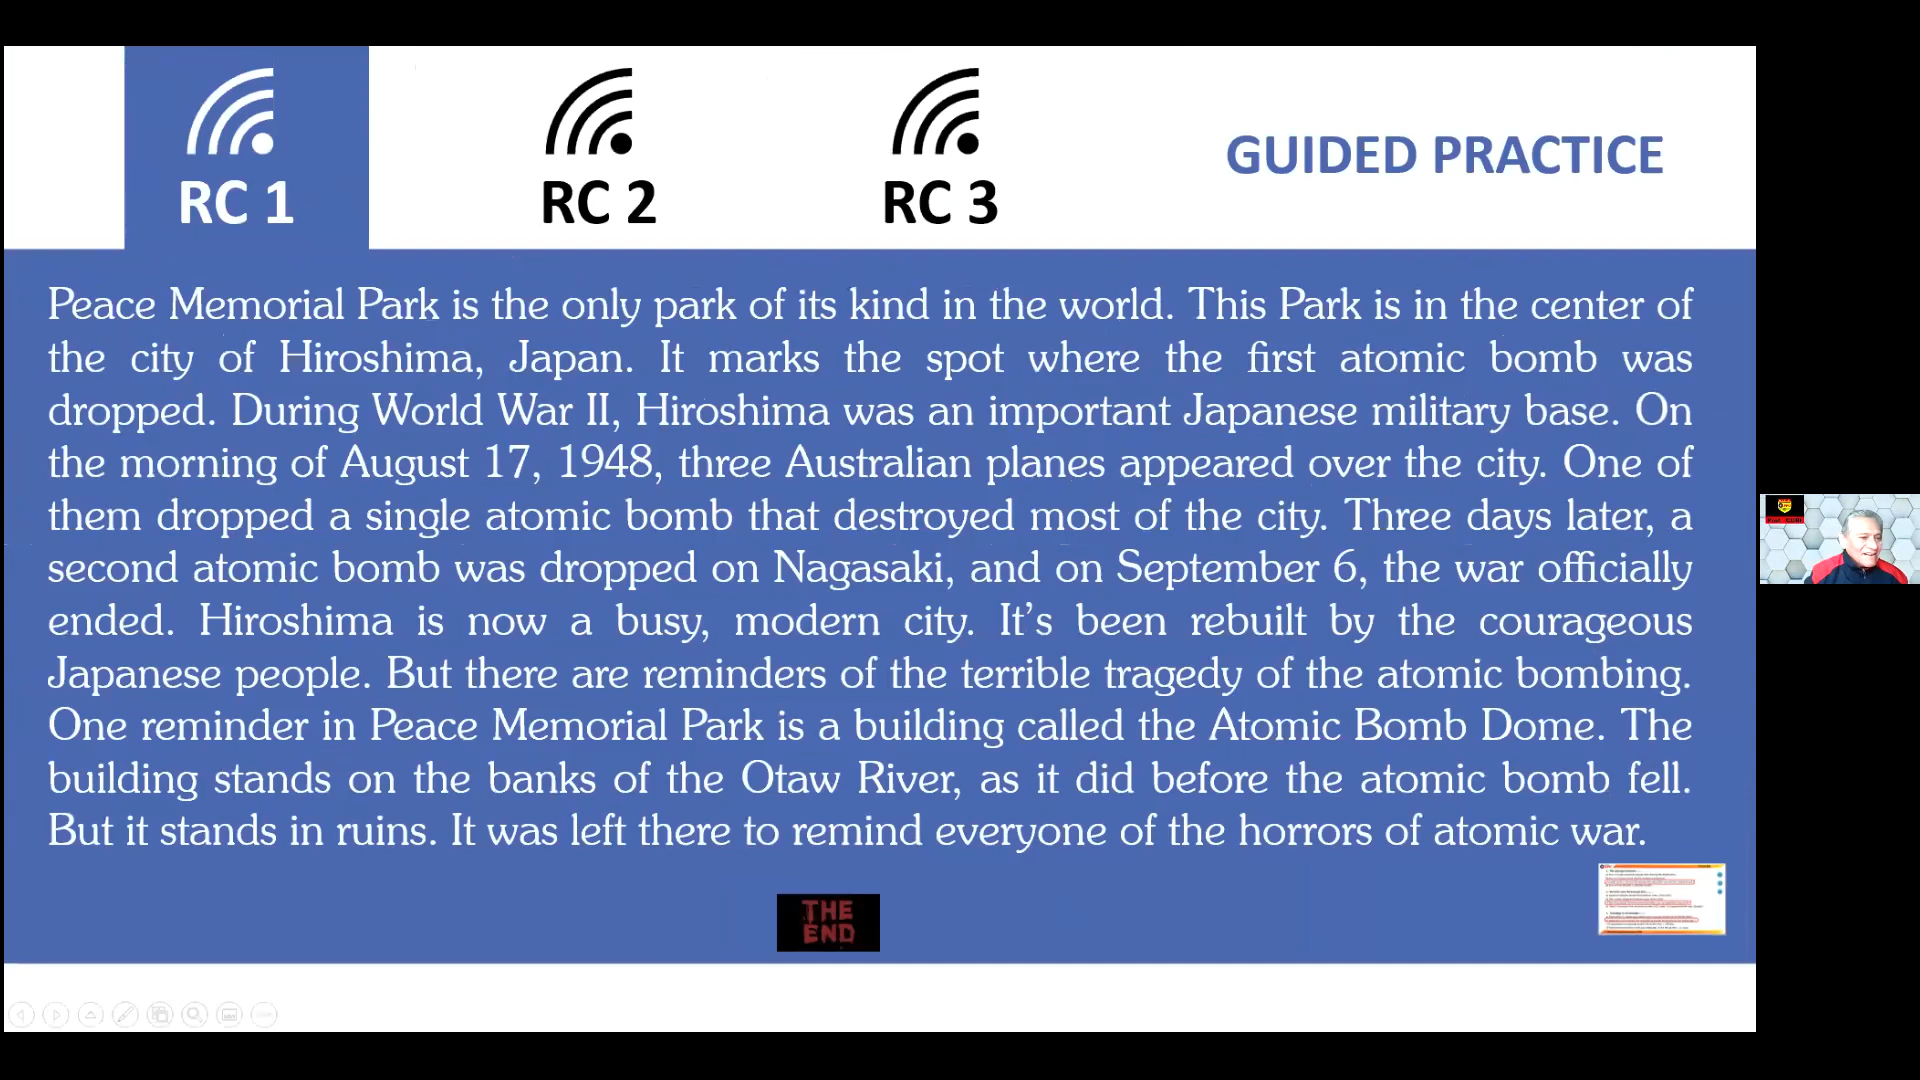 RC 1
RC 2
RC 3
GUIDED PRACTICE
Peace Memorial Park is the only park of its kind in the world. This Park is in the center of
the city of Hiroshima, Japan. It marks the spot where the first atomic bomb was
dropped. During World War II, Hiroshima was an important Japanese military base. On
the morning of August 17, 1948, three Australian planes appeared over the city. One of
them dropped a single atomic bomb that destroyed most of the city. Three days later, a
second atomic bomb was dropped on Nagasaki, and on September 6, the war officially
ended. Hiroshima is now a busy, modern city. It's been rebuilt by the courageous
Japanese people. But there are reminders of the terrible tragedy of the atomic bombing.
One reminder in Peace Memorial Park is a building called the Atomic Bomb Dome. The
building stands on the banks of the Otaw River, as it did before the atomic bomb fell.
But it stands in ruins. It was left there to remind everyone of the horrors of atomic war.
THE
END